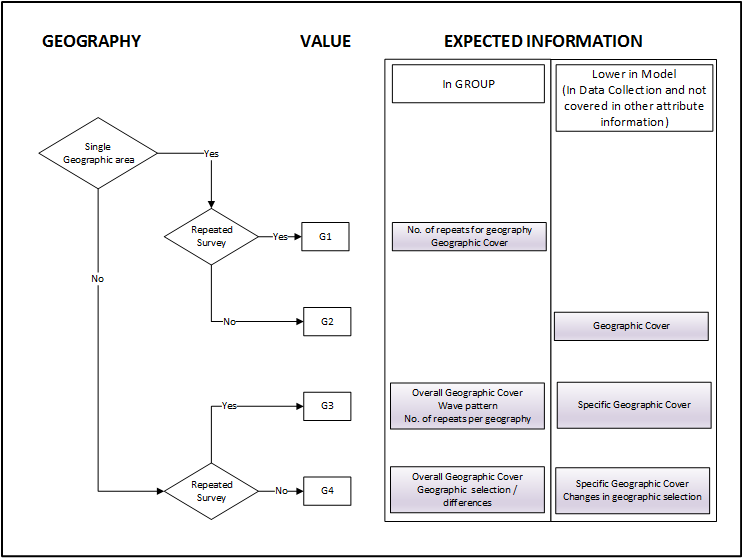 GEOGRAPHY
VALUE
EXPECTED INFORMATION
In GROUP
Lower in Model
(In Data Collection and not
covered in other attribute
information)
Single
Geographic area
Yes
Repeated
Survey
Yes
G1
No. of repeats for geography
Geographic Cover
No
No
G2
Geographic Cover
Yes
G3
Overall Geographic Cover
Wave pattern
No. of repeats per geography
Specific Geographic Cover
Repeated
Survey
No
G4
Overall Geographic Cover
Geographic selection /
differences
Specific Geographic Cover
Changes in geographic selection